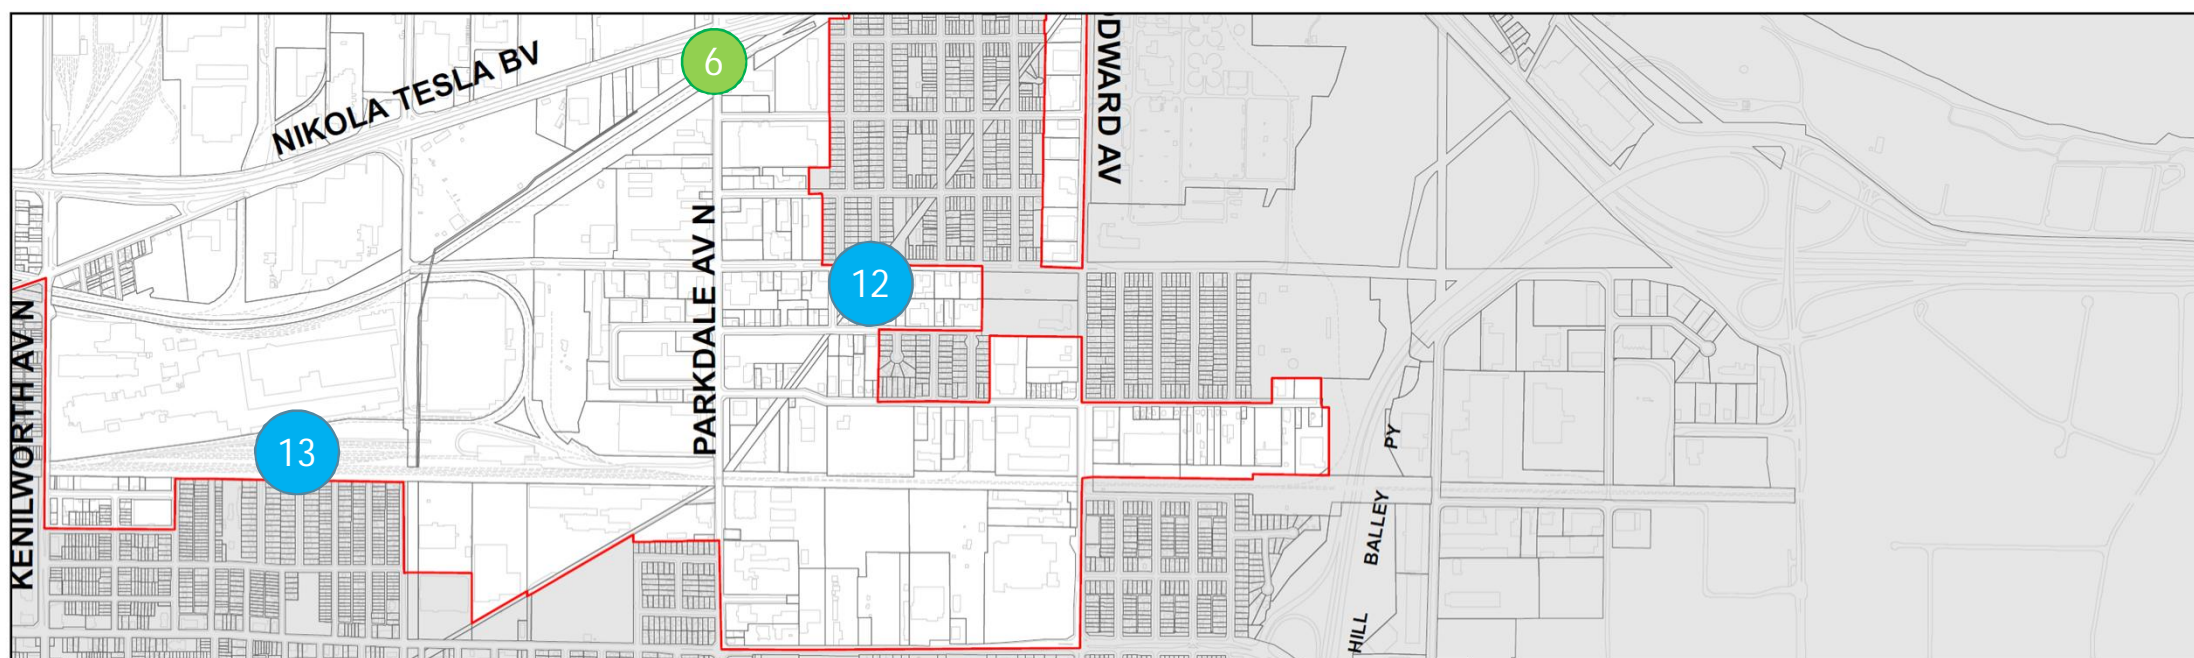 6
NIKOLA TESLA BV
DWARD AV
PARKDALE AV N
12
KENILWORTH AV N
13
HILL BALLEY PY